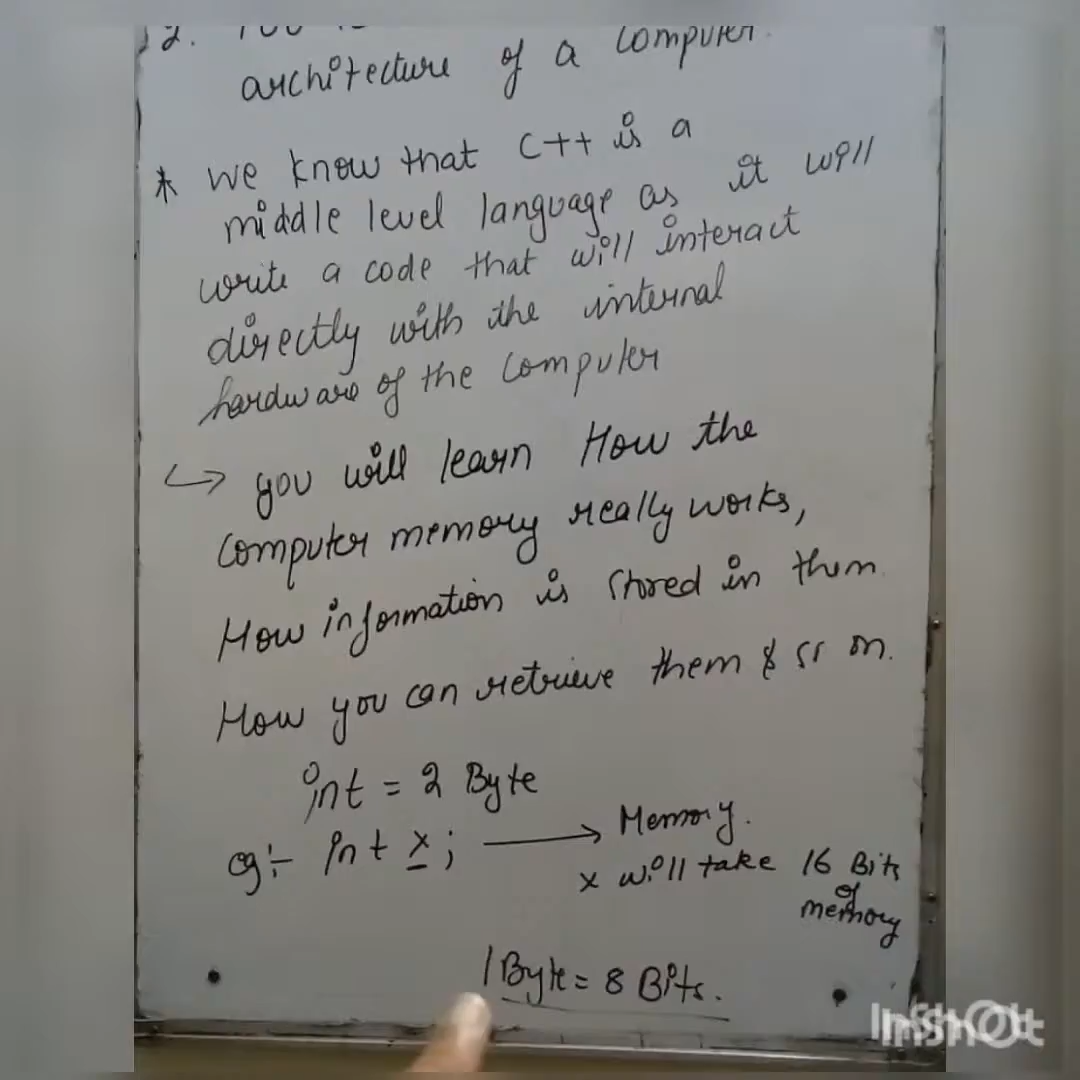 2.
architecture of a computer.
* we know that C++ is a
middle level language as it will
write a code that will interact
directly with the internal
hardware of the computer
↳ you will learn How the
computer memory really works,
How information is stored in them.
How you can retrieve them & so on.
int = 2 Byte
eg:- int x; → Memory.
x will take 16 Bits
of
memory
1 Byte = 8 Bits.
InShot